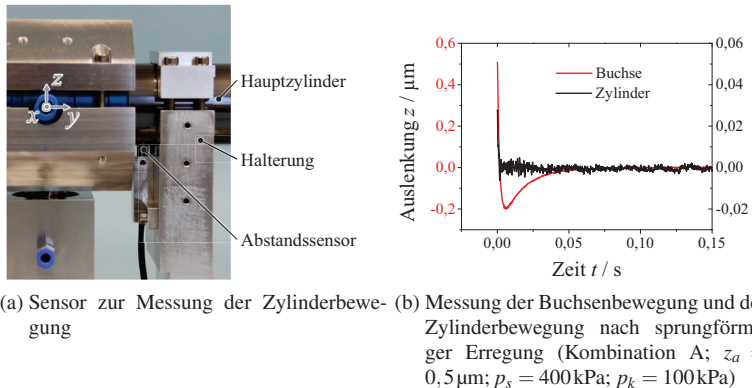 z
x
y
Hauptzylinder
Halterung
Abstandssensor
(a) Sensor zur Messung der Zylinderbewe-
gung
Auslenkung z / µm
0,6
0,4
0,2
0,0
-0,2
0,06
0,04
0,02
0,00
-0,02
Buchse
Zylinder
0,00
0,05
0,10
0,15
Zeit t / s
(b) Messung der Buchsenbewegung und de
Zylinderbewegung nach sprungförm
ger Erregung (Kombination A; z_a =
0,5 µm; p_s = 400 kPa; p_k = 100 kPa)